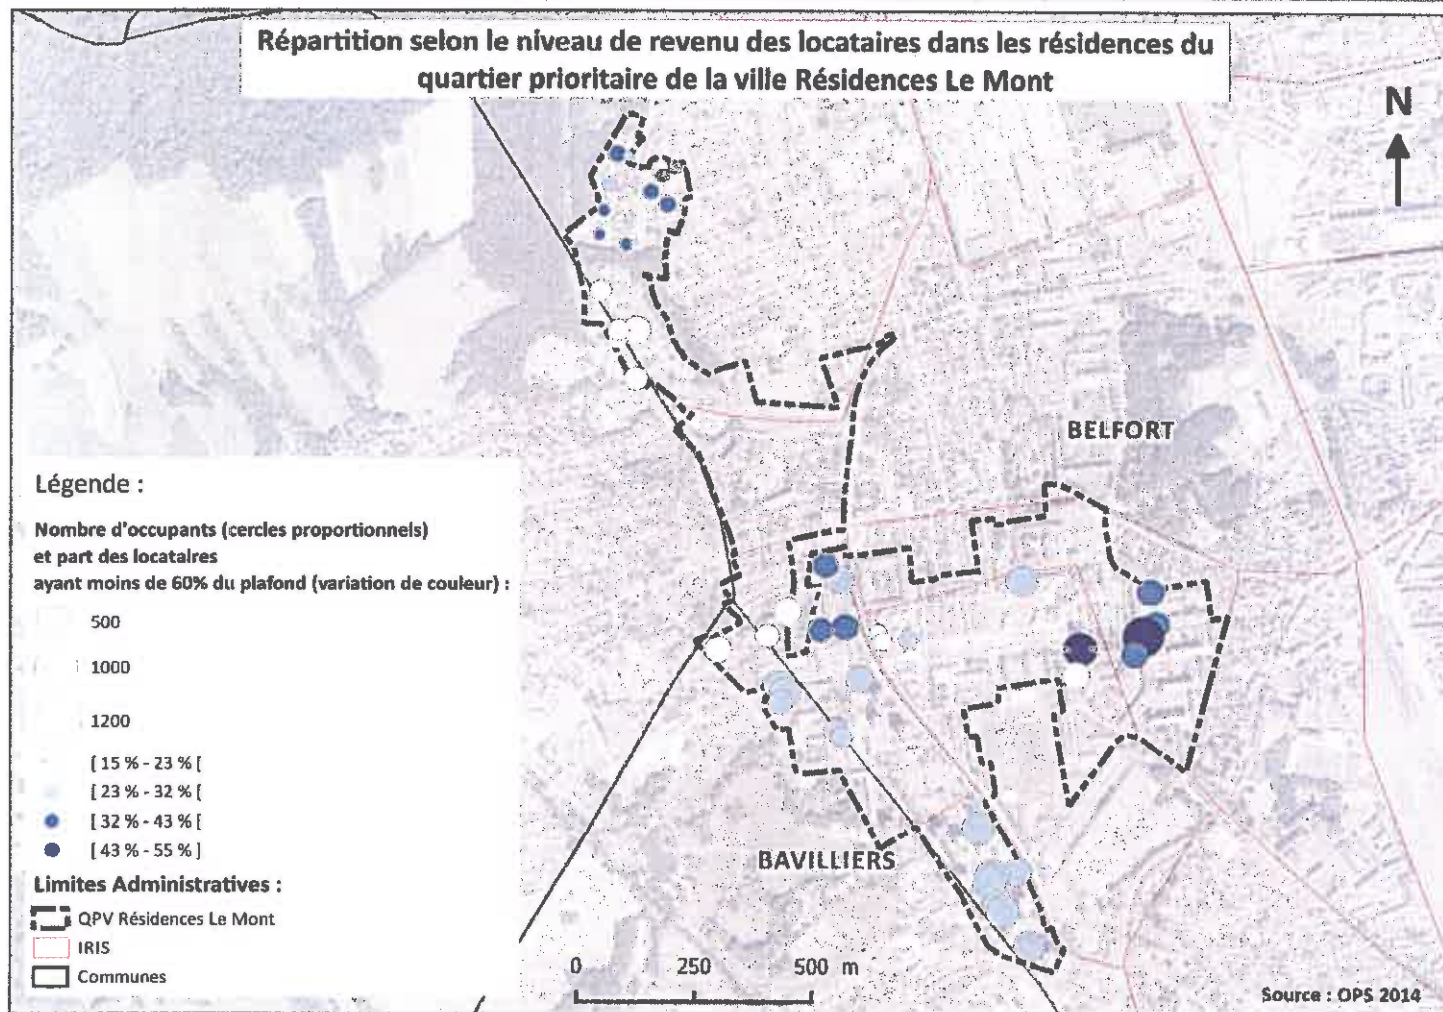 Répartition selon le niveau de revenu des locataires dans les résidences du
quartier prioritaire de la ville Résidences Le Mont
N
BELFORT
Légende :
Nombre d'occupants (cercles proportionnels)
et part des locataires
ayant moins de 60% du plafond (variation de couleur) :
500
1000
1200
[ 15 % - 23 % [
[ 23 % - 32 % [
[ 32 % - 43 % [
[ 43 % - 55 % ]
BAVILLIERS
Limites Administratives :
QPV Résidences Le Mont
IRIS
Communes
0 250 500 m
Source : OPS 2014